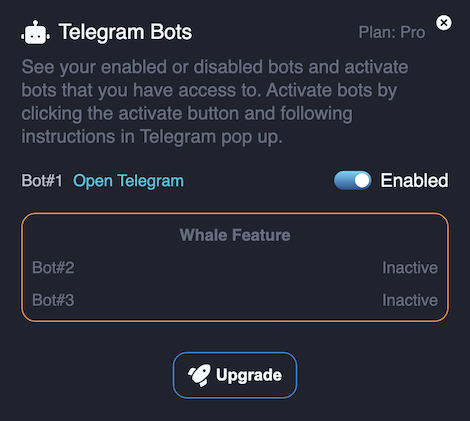 Telegram Bots
Plan: Pro
See your enabled or disabled bots and activate
bots that you have access to. Activate bots by
clicking the activate button and following
instructions in Telegram pop up.
Bot#1 Open Telegram Enabled
Whale Feature
Bot#2 Inactive
Bot#3 Inactive
Upgrade